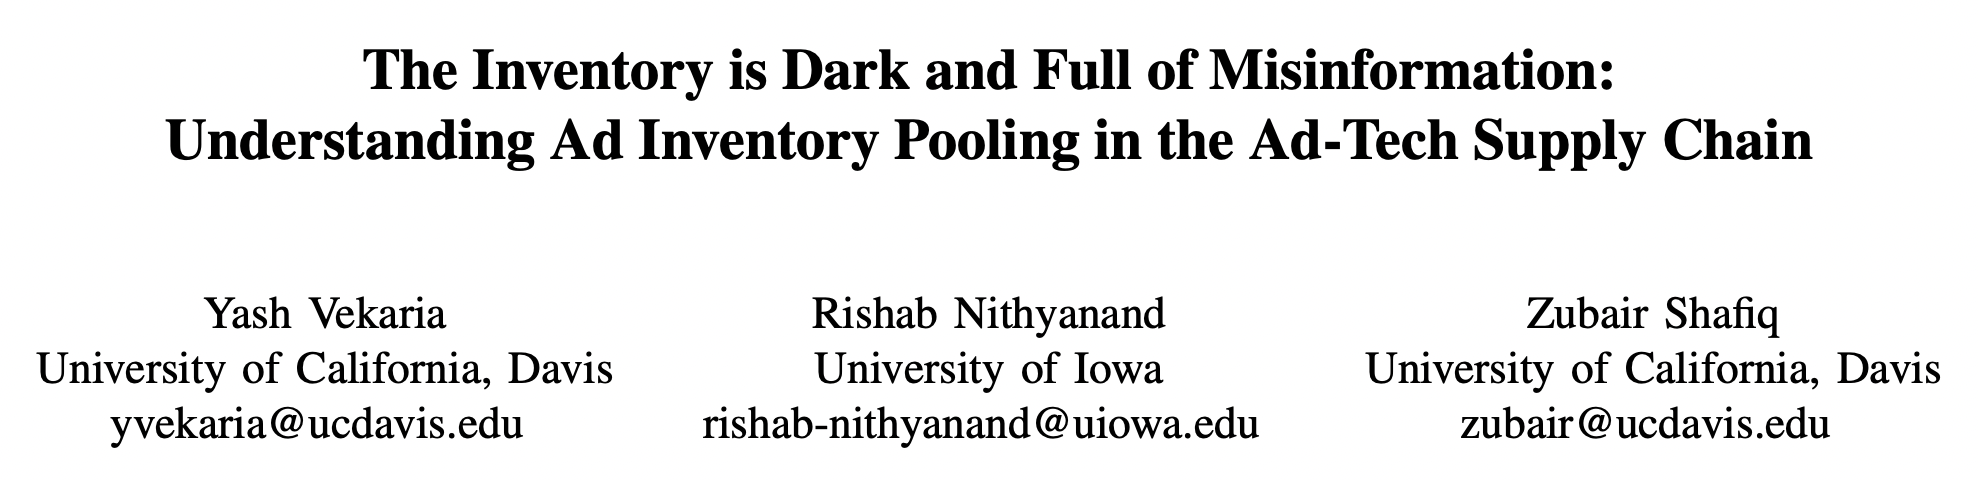 The Inventory is Dark and Full of Misinformation:
Understanding Ad Inventory Pooling in the Ad-Tech Supply Chain
Yash Vekaria
University of California, Davis
yvekaria@ucdavis.edu
Rishab Nithyanand
University of Iowa
rishab-nithyanand@uiowa.edu
Zubair Shafiq
University of California, Davis
zubair@ucdavis.edu